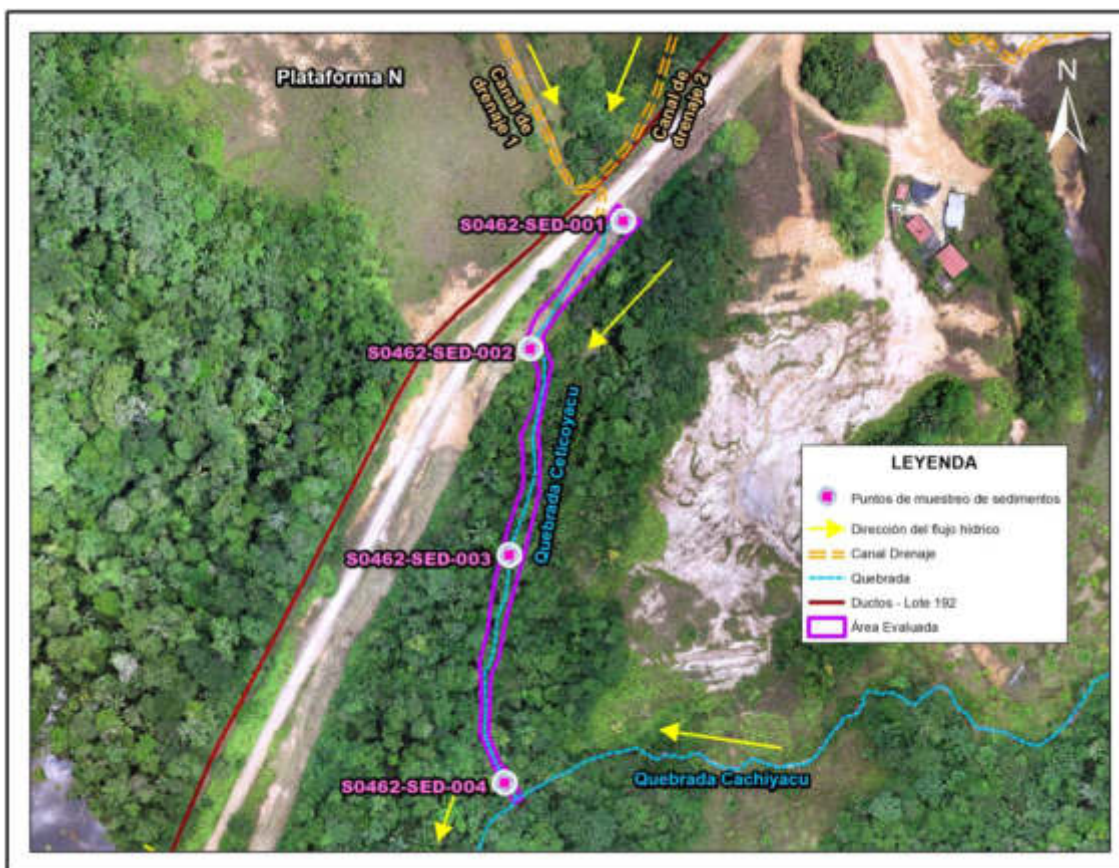 Plataforma N
Canal de
drenaje 1
Canal de
drenaje 2
N
S0462-SED-001
S0462-SED-002
Quebrada Ceticoyacu
S0462-SED-003
S0462-SED-004
Quebrada Cachiyacu
LEYENDA
Puntos de muestreo de sedimentos
Dirección del flujo hídrico
Canal Drenaje
Quebrada
Ductos - Lote 192
Área Evaluada